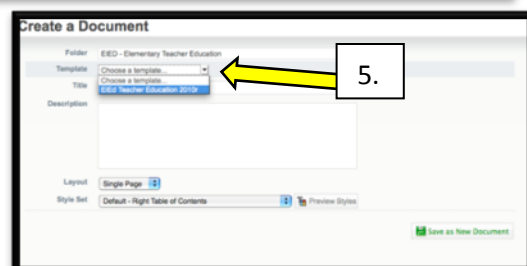 Create a Document
Folder EIED - Elementary Teacher Education
Template Choose a template...
Choose a template...
EIEd Teacher Education 2010r
Title
Description
Layout Single Page
Style Set Default - Right Table of Contents Preview Styles
Save as New Document
5.